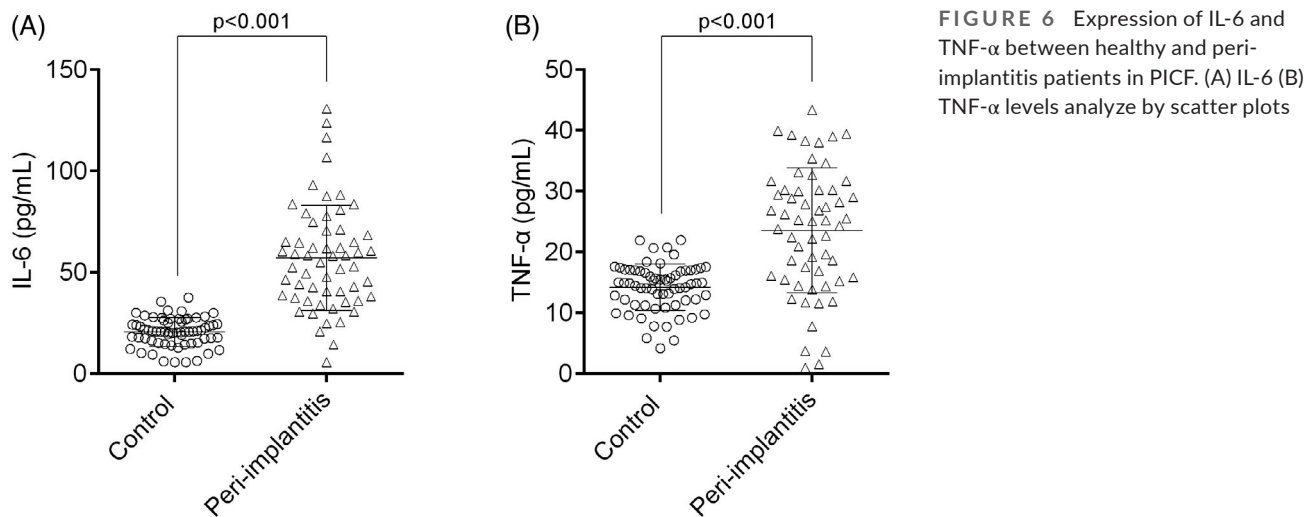 (A)
p<0.001
150
100
50
0
IL-6 (pg/mL)
Control
Peri-implantitis
(B)
p<0.001
50
40
30
20
10
0
TNF-α (pg/mL)
Control
Peri-implantitis
FIGURE 6 Expression of IL-6 and
TNF-α between healthy and peri-
implantitis patients in PICF. (A) IL-6 (B)
TNF-α levels analyze by scatter plots